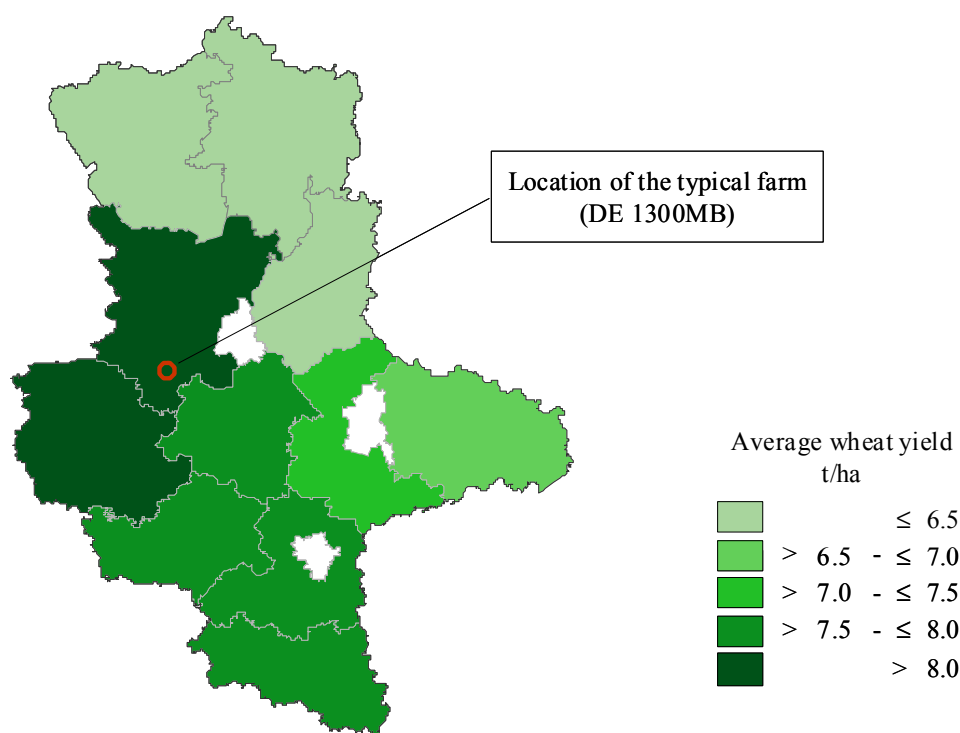 Location of the typical farm
(DE 1300MB)
Average wheat yield
t/ha
≤ 6.5
> 6.5 - ≤ 7.0
> 7.0 - ≤ 7.5
> 7.5 - ≤ 8.0
> 8.0